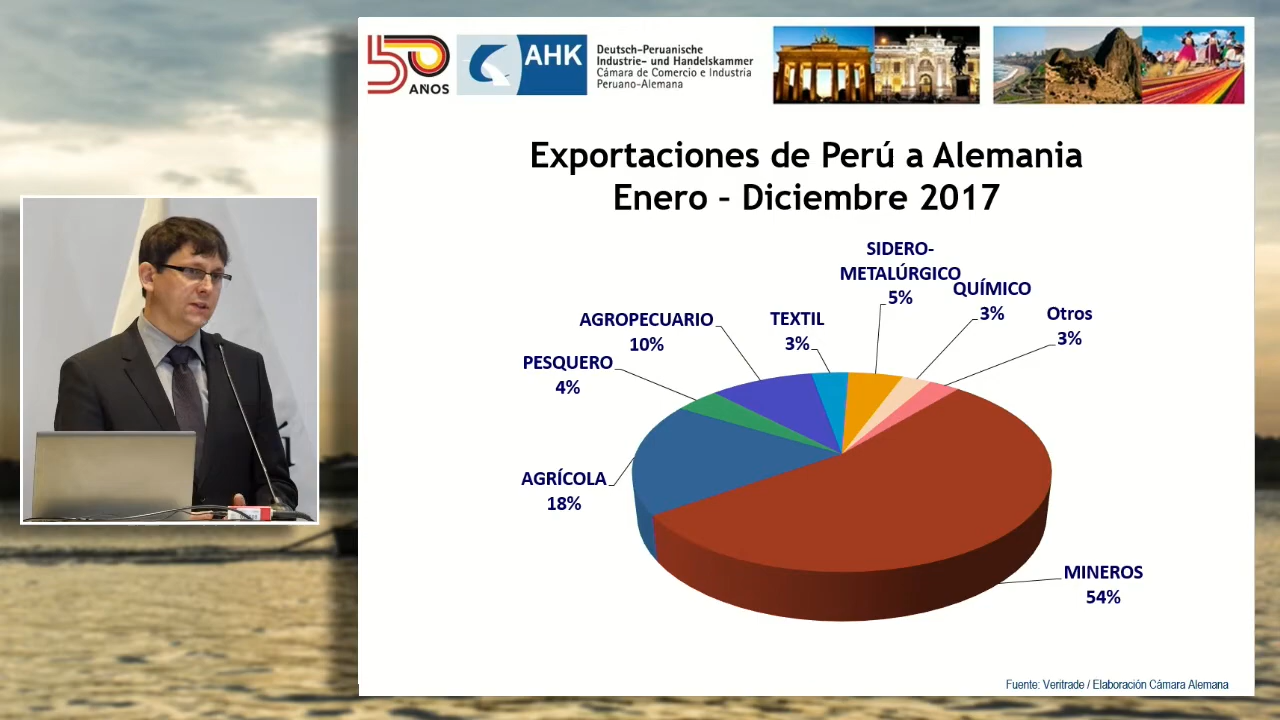 50
AÑOS
AHK
Deutsch-Peruanische
Industrie- und Handelskammer
Cámara de Comercio e Industria
Peruano-Alemana
Exportaciones de Perú a Alemania
Enero – Diciembre 2017
SIDERO-
METALÚRGICO
5%
QUÍMICO
3%
Otros
3%
AGROPECUARIO
10%
TEXTIL
3%
PESQUERO
4%
AGRÍCOLA
18%
MINEROS
54%
Fuente: Veritrade / Elaboración Cámara Alemana